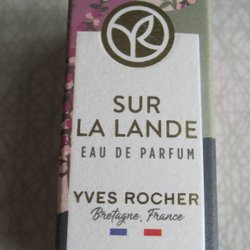 SUR
LA LANDE
EAU DE PARFUM
YVES ROCHER
Bretagne, France